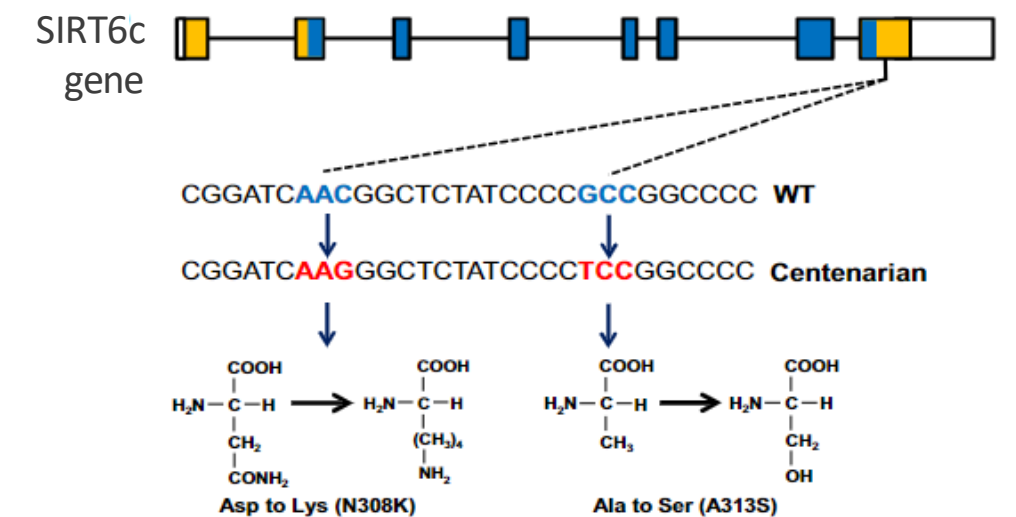 SIRT6c
gene
CGGATCAACGGCTCTATCCCCGCCGGCCCC WT
CGGATCAAGGGCTCTATCCCCTCCGGCCCC Centenarian
COOH COOH COOH COOH
H₂N—C—H H₂N—C—H H₂N—C—H H₂N—C—H
CH₂ (CH₂)₄ CH₃ CH₂
CONH₂ NH₂ OH
Asp to Lys (N308K) Ala to Ser (A313S)